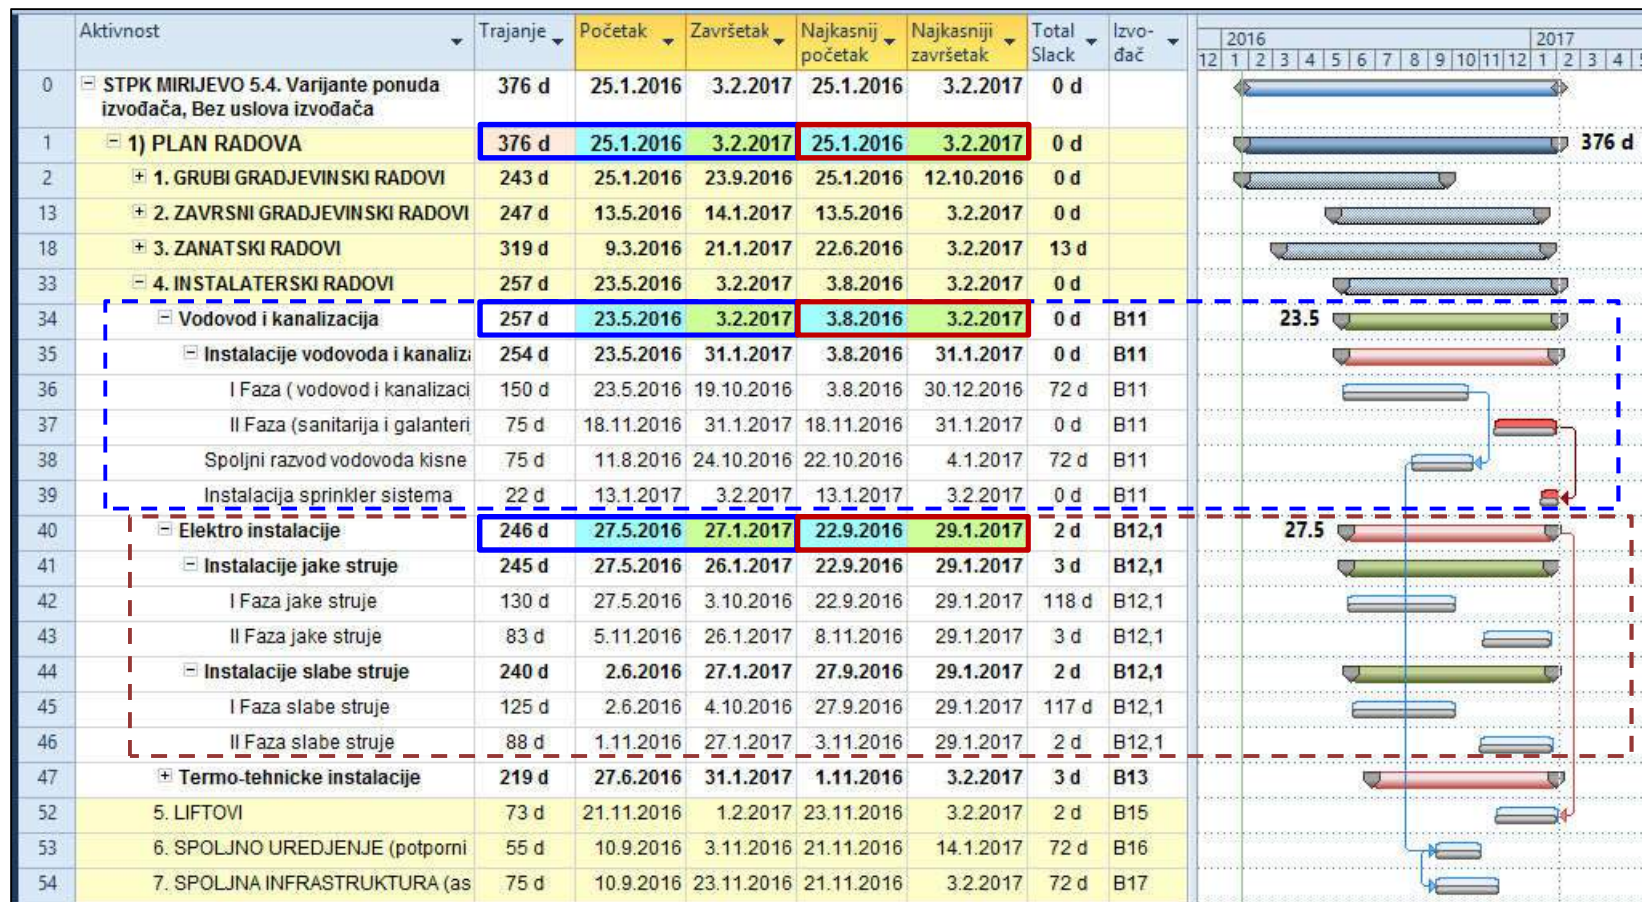 Aktivnost Trajanje Početak Završetak Najkasnij početak Najkasniji završetak Total Slack Izvo-đač
2016 2017
12 1 2 3 4 5 6 7 8 9 10 11 12 1 2 3 4
0 STPK MIRIJEVO 5.4. Varijante ponuda izvođača, Bez uslova izvođača 376 d 25.1.2016 3.2.2017 25.1.2016 3.2.2017 0 d
1 1) PLAN RADOVA 376 d 25.1.2016 3.2.2017 25.1.2016 3.2.2017 0 d 376 d
2 1. GRUBI GRADJEVINSKI RADOVI 243 d 25.1.2016 23.9.2016 25.1.2016 12.10.2016 0 d
13 2. ZAVRSNI GRADJEVINSKI RADOVI 247 d 13.5.2016 14.1.2017 13.5.2016 3.2.2017 0 d
18 3. ZANATSKI RADOVI 319 d 9.3.2016 21.1.2017 22.6.2016 3.2.2017 13 d
33 4. INSTALATERSKI RADOVI 257 d 23.5.2016 3.2.2017 3.8.2016 3.2.2017 0 d
34 Vodovod i kanalizacija 257 d 23.5.2016 3.2.2017 3.8.2016 3.2.2017 0 d B11 23.5
35 Instalacije vodovoda i kanaliz 254 d 23.5.2016 31.1.2017 3.8.2016 31.1.2017 0 d B11
36 I Faza ( vodovod i kanalizaci 150 d 23.5.2016 19.10.2016 3.8.2016 30.12.2016 72 d B11
37 II Faza (sanitarija i galanterij 75 d 18.11.2016 31.1.2017 18.11.2016 31.1.2017 0 d B11
38 Spoljni razvod vodovoda kisne 75 d 11.8.2016 24.10.2016 22.10.2016 4.1.2017 72 d B11
39 Instalacija sprinkler sistema 22 d 13.1.2017 3.2.2017 13.1.2017 3.2.2017 0 d B11
40 Elektro instalacije 246 d 27.5.2016 27.1.2017 22.9.2016 29.1.2017 2 d B12,1 27.5
41 Instalacije jake struje 245 d 27.5.2016 26.1.2017 22.9.2016 29.1.2017 3 d B12,1
42 I Faza jake struje 130 d 27.5.2016 3.10.2016 22.9.2016 29.1.2017 118 d B12,1
43 II Faza jake struje 83 d 5.11.2016 26.1.2017 8.11.2016 29.1.2017 3 d B12,1
44 Instalacije slabe struje 240 d 2.6.2016 27.1.2017 27.9.2016 29.1.2017 2 d B12,1
45 I Faza slabe struje 125 d 2.6.2016 4.10.2016 27.9.2016 29.1.2017 117 d B12,1
46 II Faza slabe struje 88 d 1.11.2016 27.1.2017 3.11.2016 29.1.2017 2 d B12,1
47 Termo-tehnicke instalacije 219 d 27.6.2016 31.1.2017 1.11.2016 3.2.2017 3 d B13
52 5. LIFTOVI 73 d 21.11.2016 1.2.2017 23.11.2016 3.2.2017 2 d B15
53 6. SPOLJNO UREDJENJE (potporni 55 d 10.9.2016 3.11.2016 21.11.2016 14.1.2017 72 d B16
54 7. SPOLJNA INFRASTRUKTURA (as 75 d 10.9.2016 23.11.2016 21.11.2016 3.2.2017 72 d B17